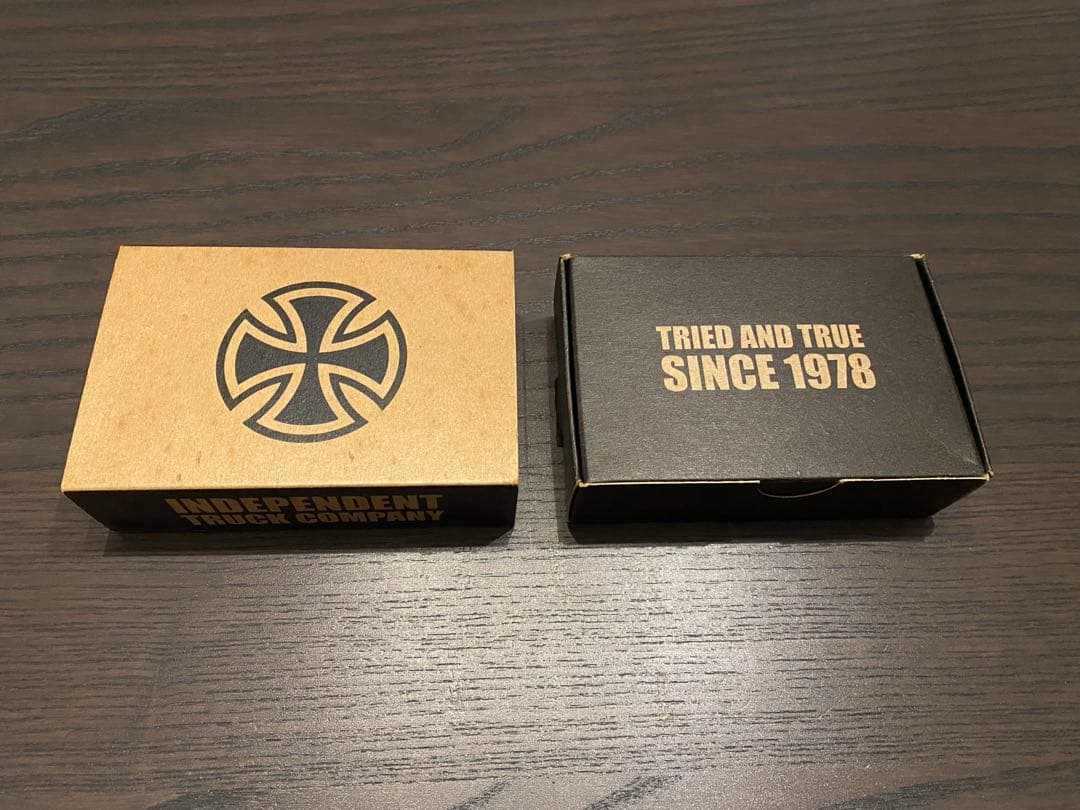 INDEPENDENT
TRUCK COMPANY
TRIED AND TRUE
SINCE 1978